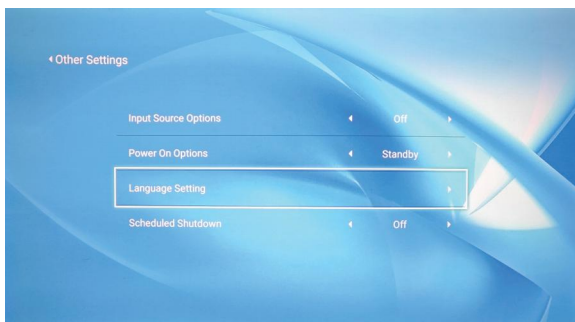 Other Settings
Input Source Options Off
Power On Options Standby
Language Setting
Scheduled Shutdown Off